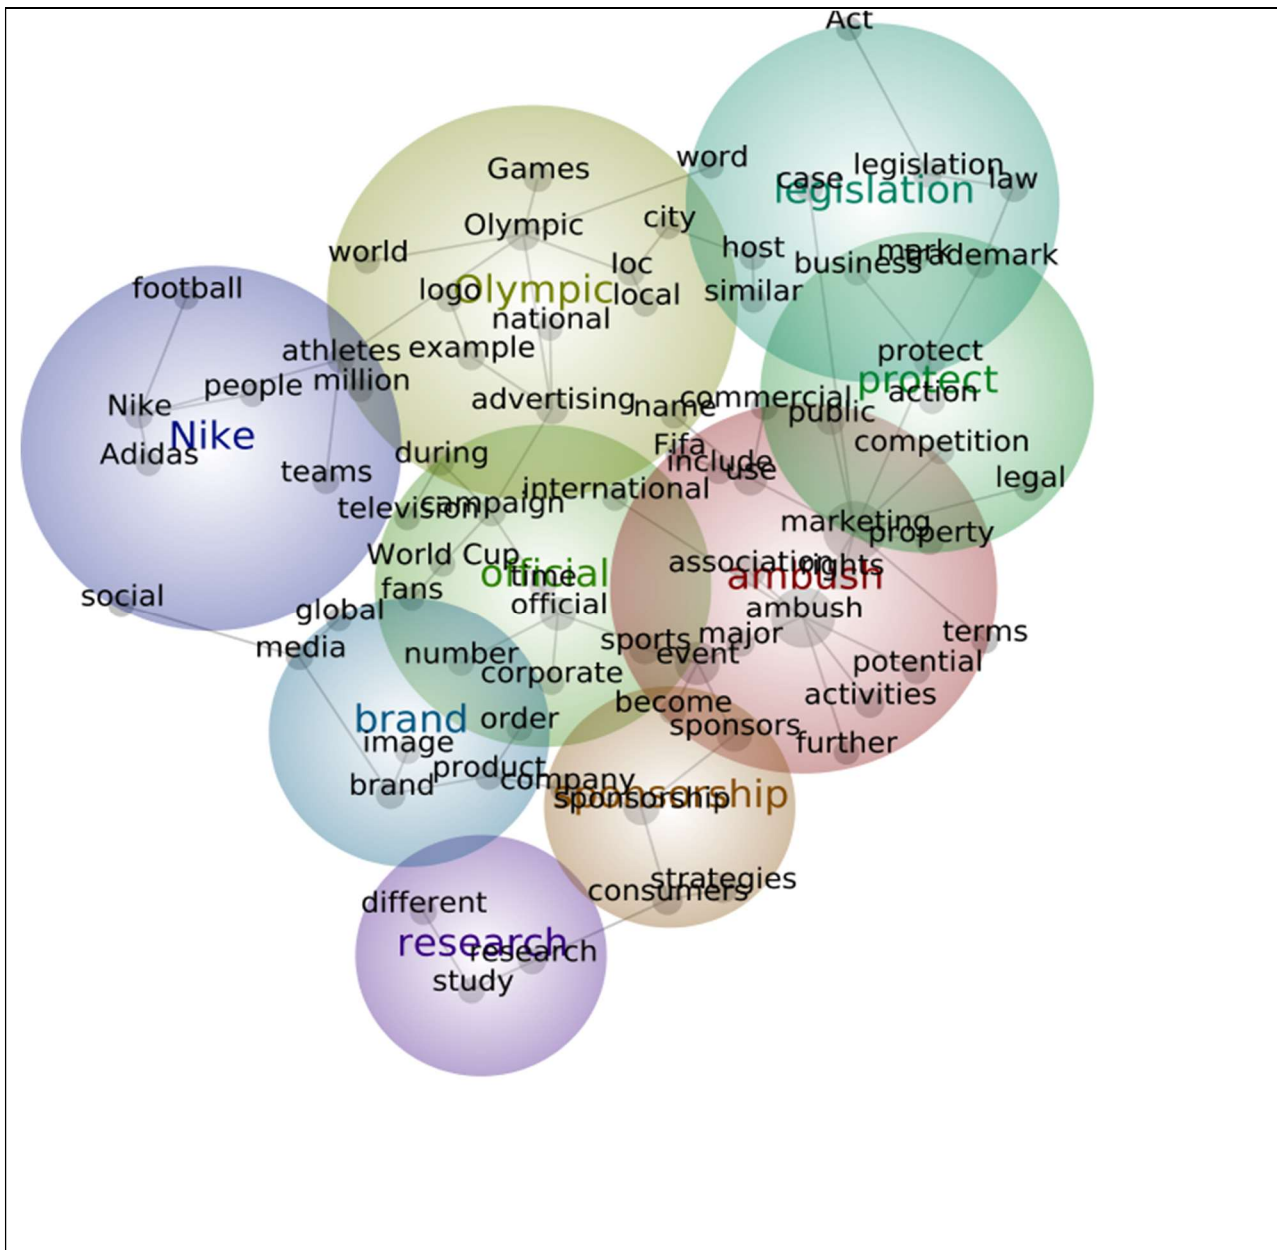 Act
word
Games
case
legislation
law
legislation
Olympic
city
world
host
mark
trademark
loc
business
football
logo
Olympic
local
similar
national
athletes
example
protect
people
million
protect
action
Nike
advertising
name
commercial
public
Nike
Adidas
during
Fifa
competition
include
use
teams
legal
television
campaign
international
marketing
property
World Cup
association
rights
official
time
ambush
social
fans
global
official
ambush
media
number
sports
major
event
terms
corporate
potential
become
activities
brand
order
sponsors
image
further
product
brand
company
sponsorship
sponsorship
strategies
consumers
different
research
research
study